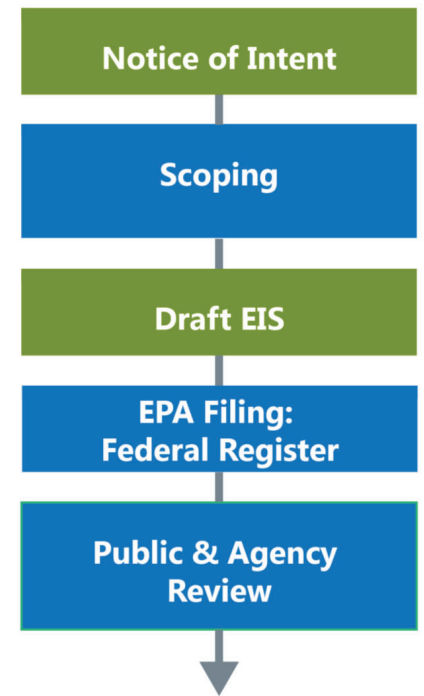 Notice of Intent
Scoping
Draft EIS
EPA Filing:
Federal Register
Public & Agency
Review